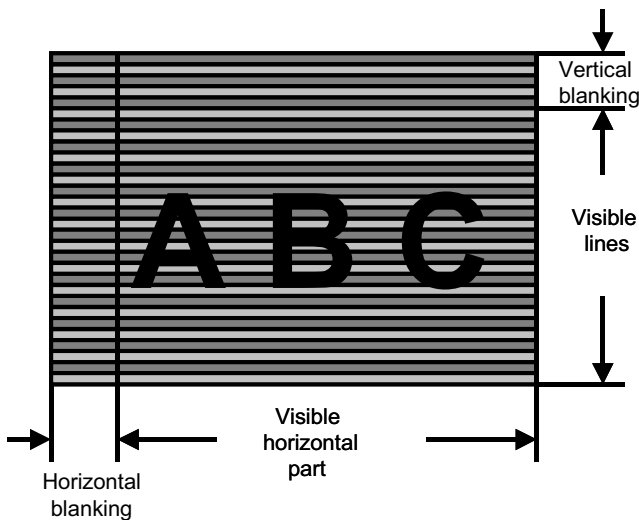 Vertical
blanking
A B C
Visible
lines
Visible
horizontal
part
Horizontal
blanking